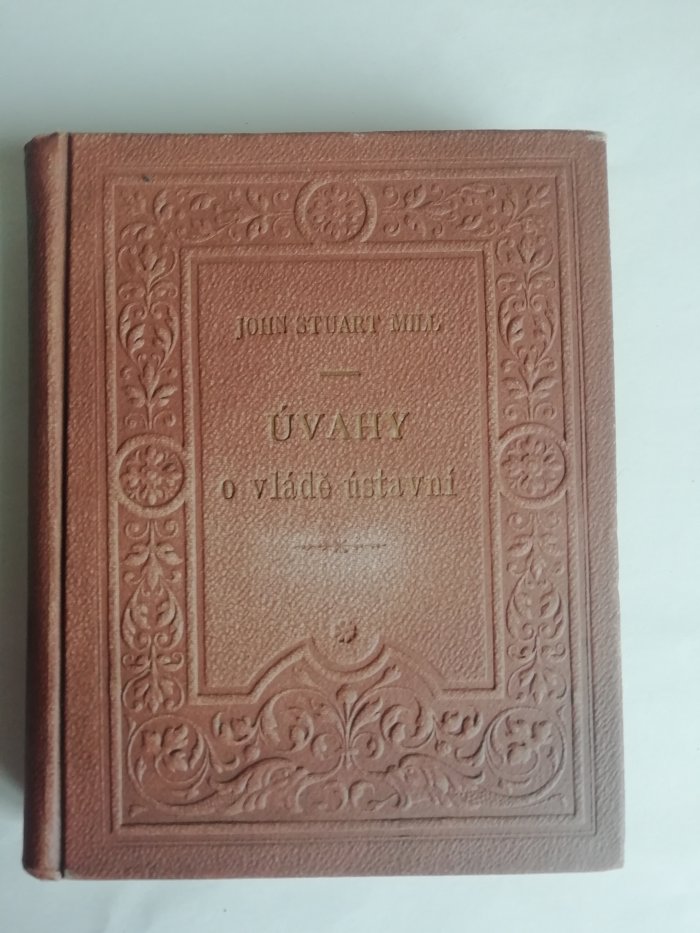 JOHN STUART MILL
ÚVAHY
o vládě ústavní